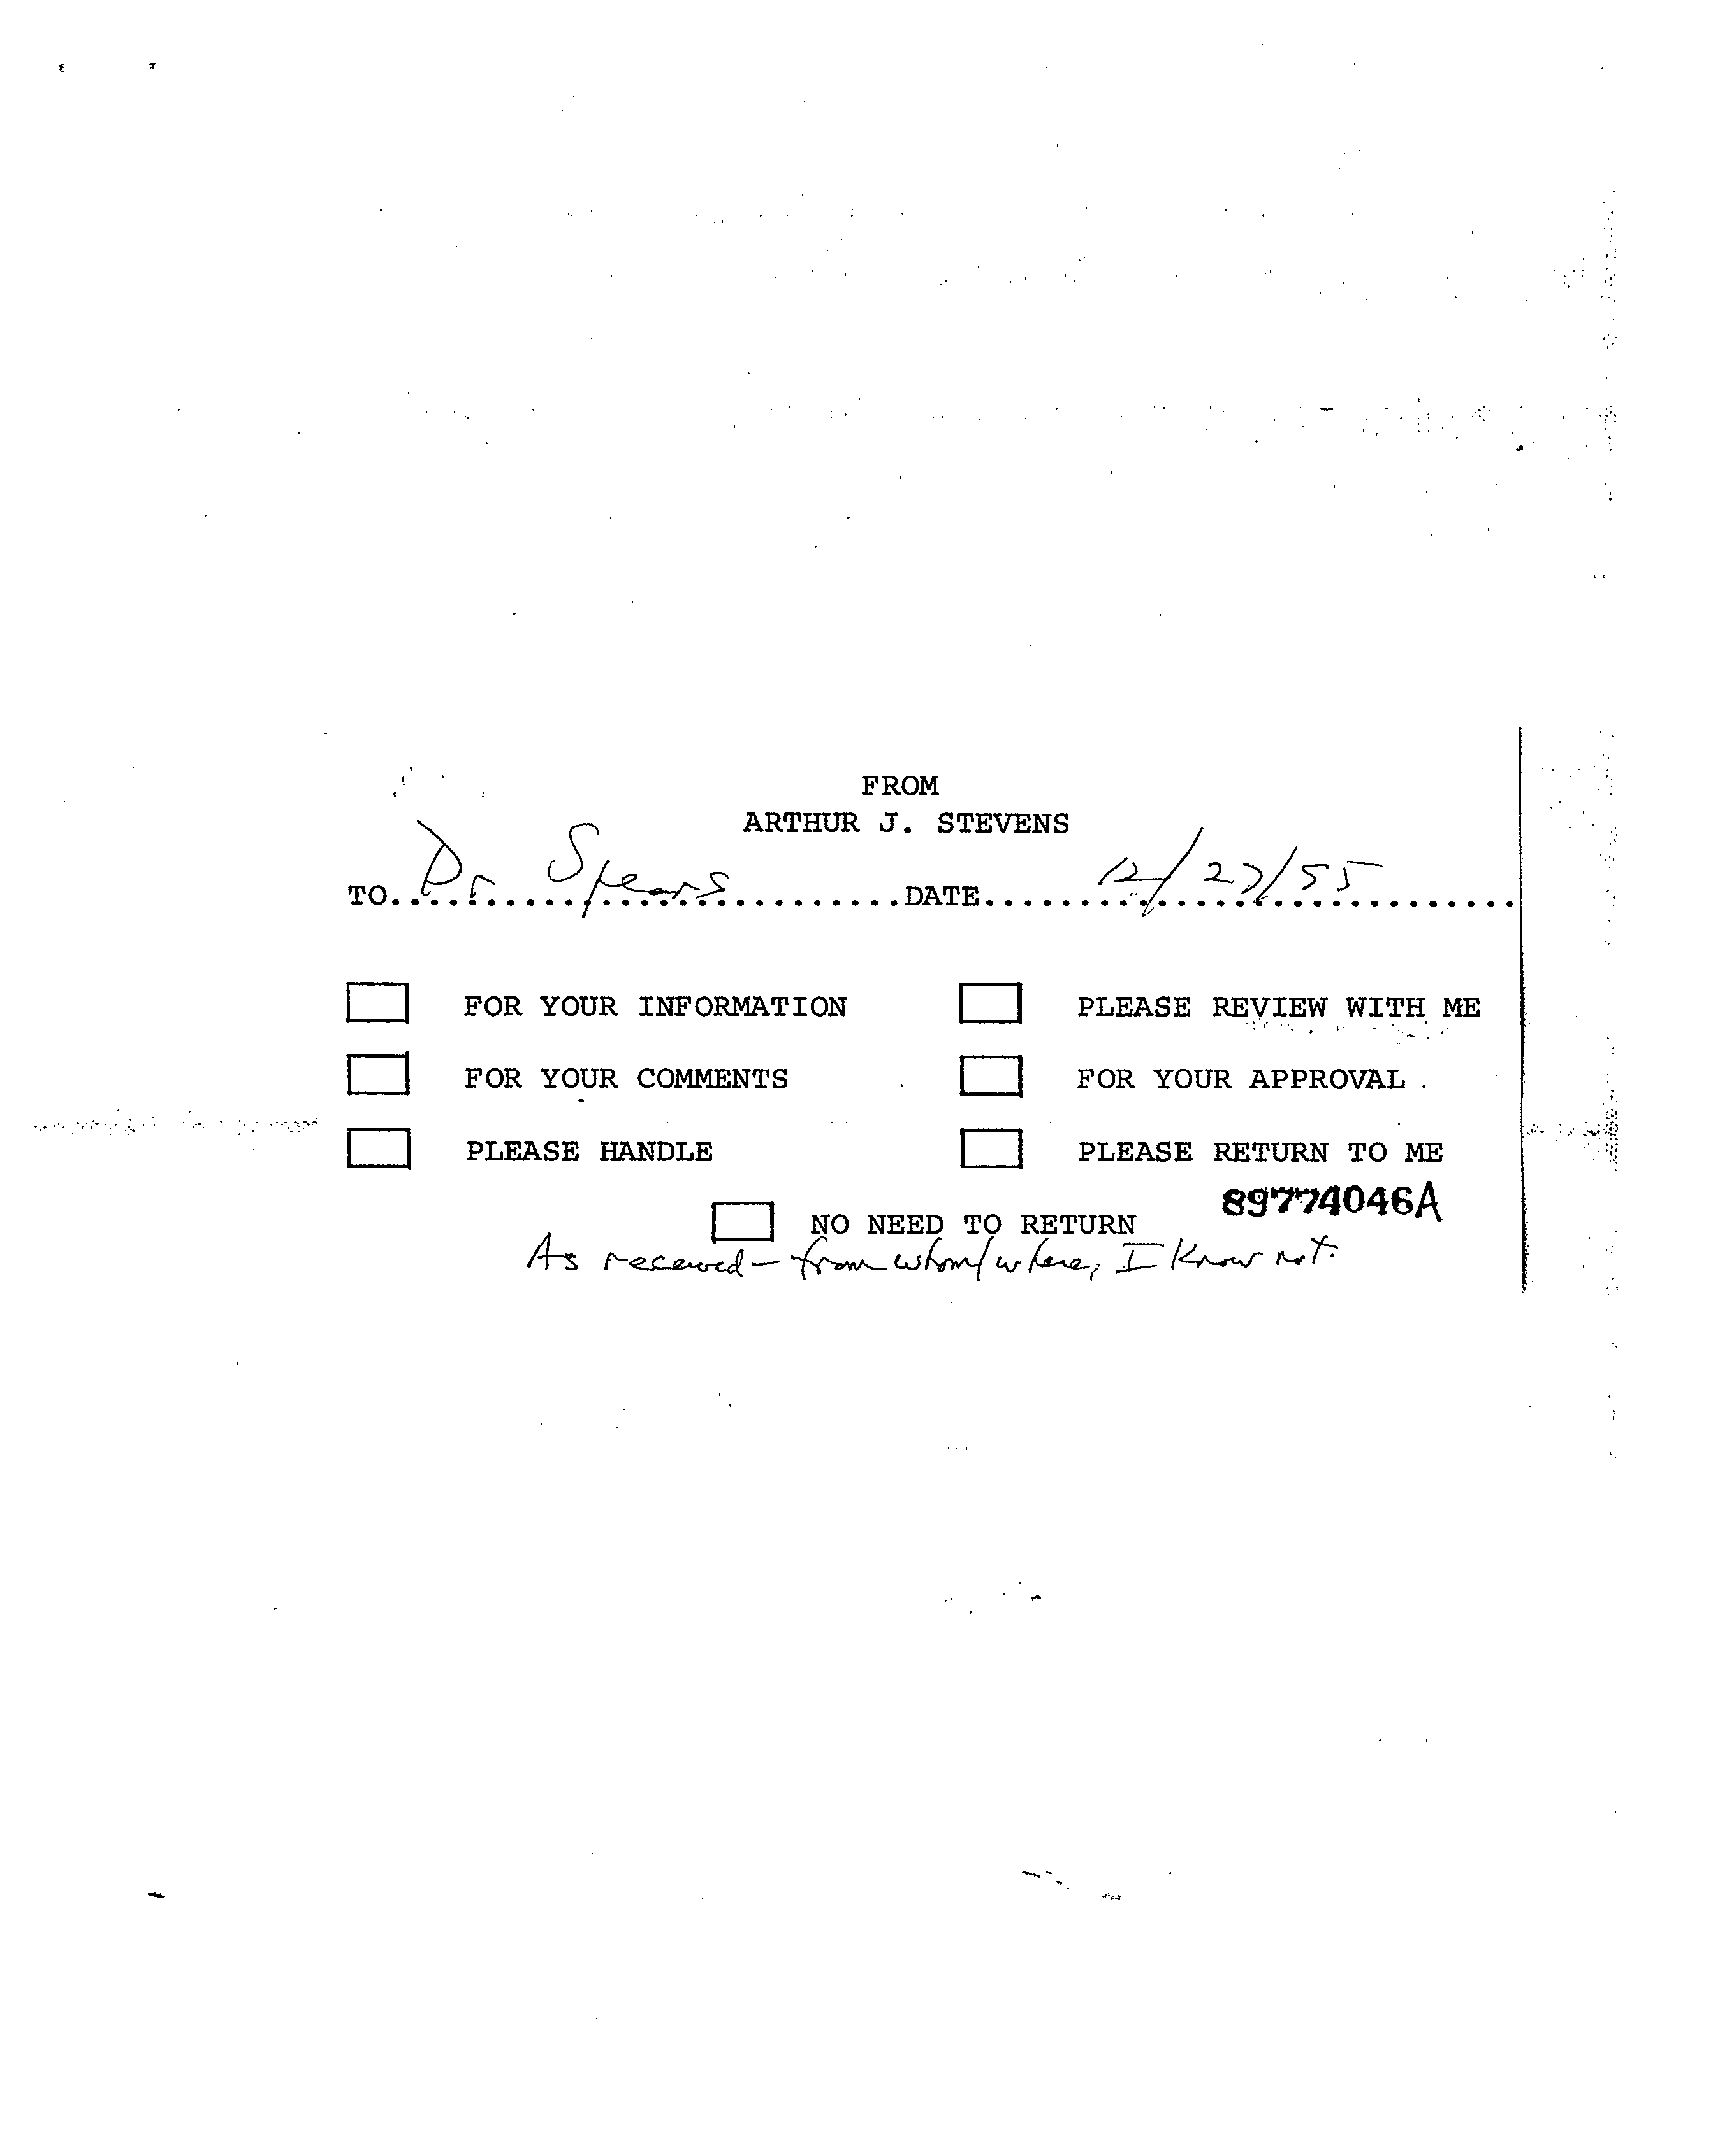 FROM
ARTHUR J. STEVENS
TO..Dr Spears..........DATE.....12/27/55.......
FOR YOUR INFORMATION PLEASE REVIEW WITH ME
FOR YOUR COMMENTS FOR YOUR APPROVAL .
PLEASE HANDLE PLEASE RETURN TO ME
89774046A
NO NEED TO RETURN
As received - from whom/where, I know not.